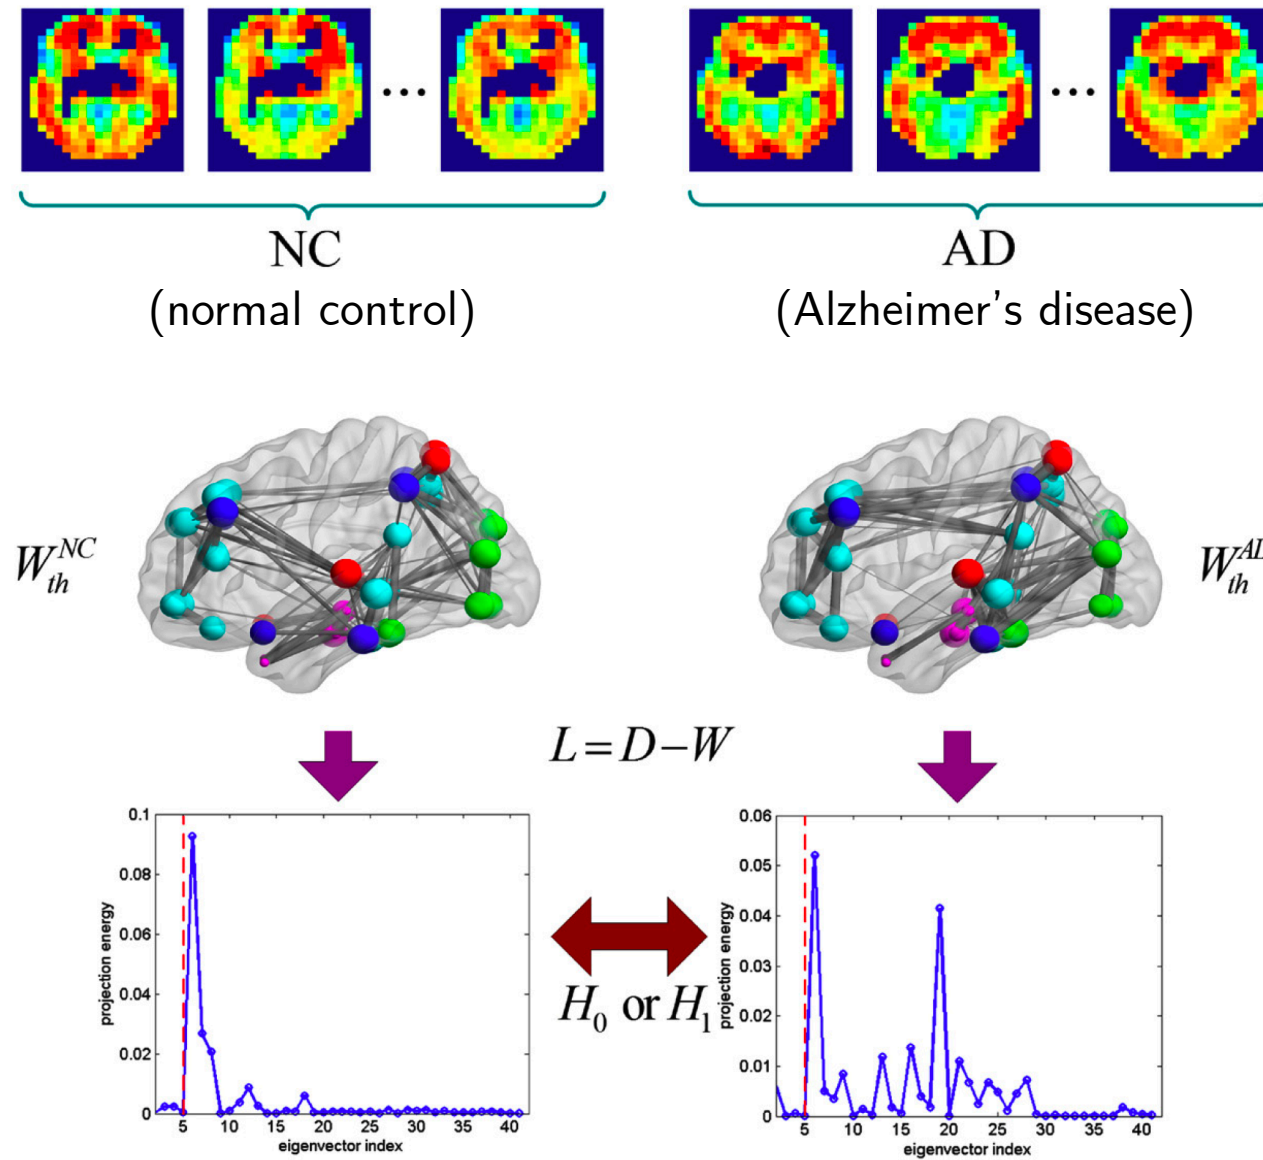 ... ...
NC AD
(normal control) (Alzheimer's disease)
W_th^NC W_th^AD
L = D − W
0.1
0.08
0.06
0.04
0.02
0
projection energy
5 10 15 20 25 30 35 40
eigenvector index
H_0 or H_1
0.06
0.05
0.04
0.03
0.02
0.01
0
projection energy
5 10 15 20 25 30 35 40
eigenvector index